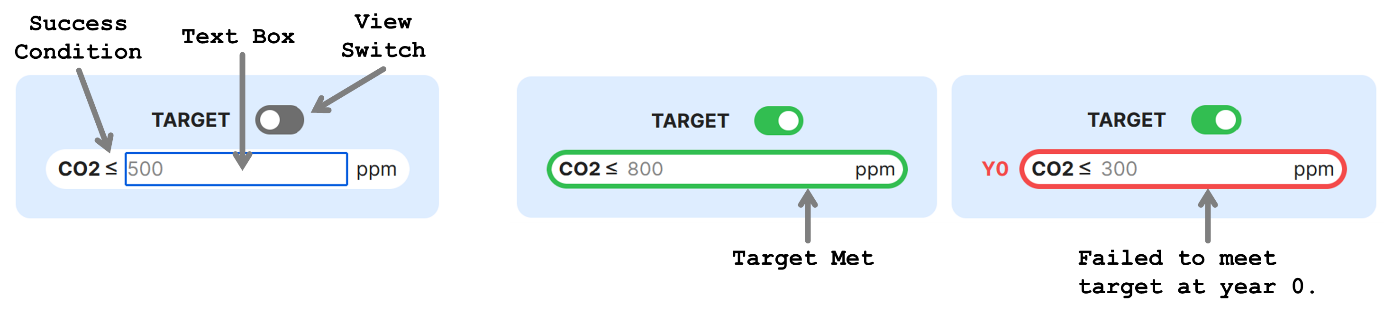 Success
Condition
Text Box
View
Switch
TARGET
CO2 ≤ 500 ppm
TARGET
CO2 ≤ 800 ppm
Target Met
TARGET
Y0 CO2 ≤ 300 ppm
Failed to meet
target at year 0.